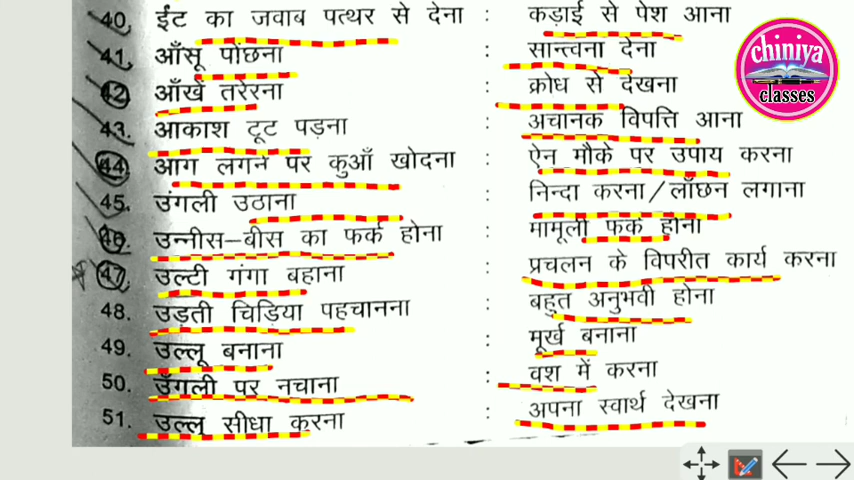 40. ईंट का जवाब पत्थर से देना : कड़ाई से पेश आना
41. आँसू पोंछना : सान्त्वना देना
42. आँखें तरेरना : क्रोध से देखना
43. आकाश टूट पड़ना : अचानक विपत्ति आना
44. आग लगने पर कुआँ खोदना : ऐन मौके पर उपाय करना
45. उंगली उठाना : निन्दा करना/लाँछन लगाना
46. उन्नीस-बीस का फर्क होना : मामूली फर्क होना
47. उल्टी गंगा बहाना : प्रचलन के विपरीत कार्य करना
48. उडती चिड़िया पहचानना : बहुत अनुभवी होना
49. उल्लू बनाना : मूर्ख बनाना
50. उँगली पर नचाना : वश में करना
51. उल्लू सीधा करना : अपना स्वार्थ देखना
chiniya
classes